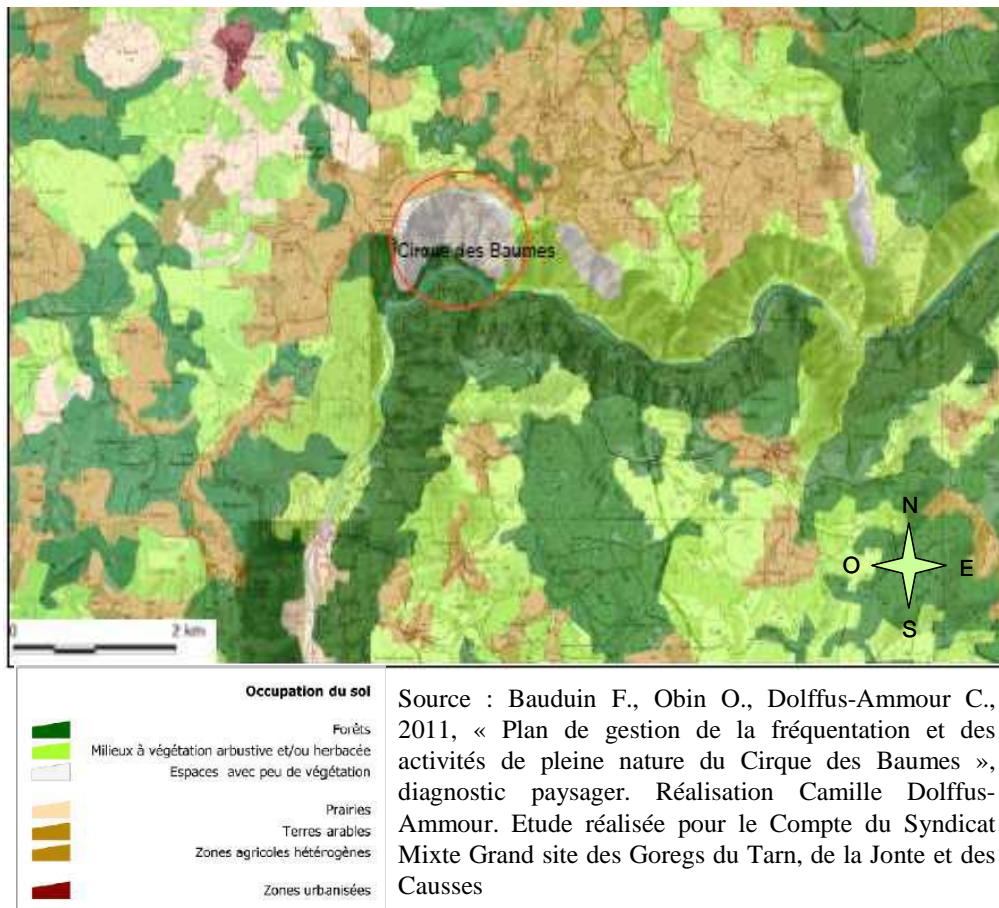 Cirque des Baumes
N
O
E
S
0
2 km
Occupation du sol
Forêts
Milieux à végétation arbustive et/ou herbacée
Espaces avec peu de végétation
Prairies
Terres arables
Zones agricoles hétérogènes
Zones urbanisées
Source : Bauduin F., Obin O., Dolffus-Ammour C.,
2011, « Plan de gestion de la fréquentation et des
activités de pleine nature du Cirque des Baumes »,
diagnostic paysager. Réalisation Camille Dolffus-
Ammour. Etude réalisée pour le Compte du Syndicat
Mixte Grand site des Goregs du Tarn, de la Jonte et des
Causses